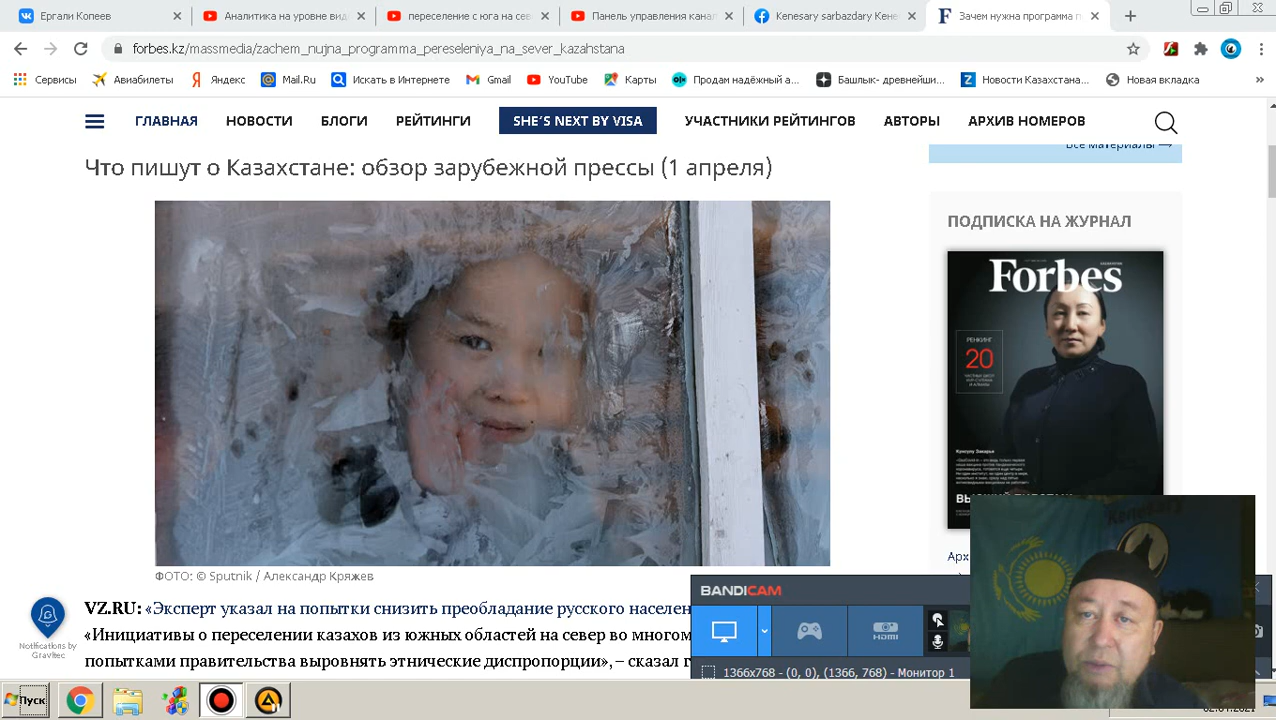 Ергали Копеев
Аналитика на уровне вид
переселение с юга на сев
Панель управления канал
Kenesary sarbazdary Кене
Зачем нужна программа п
forbes.kz/massmedia/zachem_nujna_programma_pereseleniya_na_sever_kazahstana
Сервисы
Авиабилеты
Яндекс
Mail.Ru
Искать в Интернете
Gmail
YouTube
Карты
Продам надёжный а...
Башлык- древнейши...
Новости Казахстана...
Новая вкладка
ГЛАВНАЯ
НОВОСТИ
БЛОГИ
РЕЙТИНГИ
SHE'S NEXT BY VISA
УЧАСТНИКИ РЕЙТИНГОВ
АВТОРЫ
АРХИВ НОМЕРОВ
Все материалы
Что пишут о Казахстане: обзор зарубежной прессы (1 апреля)
ПОДПИСКА НА ЖУРНАЛ
Forbes
РЕНКИНГ
20
ФОТО: © Sputnik / Александр Кряжев
VZ.RU: «Эксперт указал на попытки снизить преобладание русского населен
«Инициативы о переселении казахов из южных областей на север во многом
попытками правительства выровнять этнические диспропорции», – сказал г
Notifications by
Gravitec
Арх
BANDICAM
HDMI
1366x768 - (0, 0), (1366, 768) - Монитор 1
Пуск